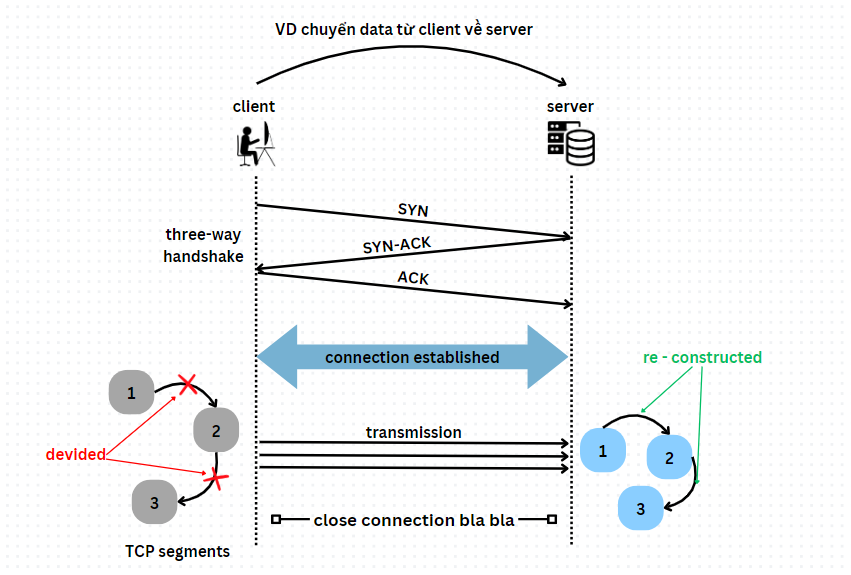 VD chuyển data từ client về server
client
server
SYN
three-way
handshake
SYN-ACK
ACK
connection established
re - constructed
1
2
devided
3
TCP segments
transmission
1
2
3
close connection bla bla